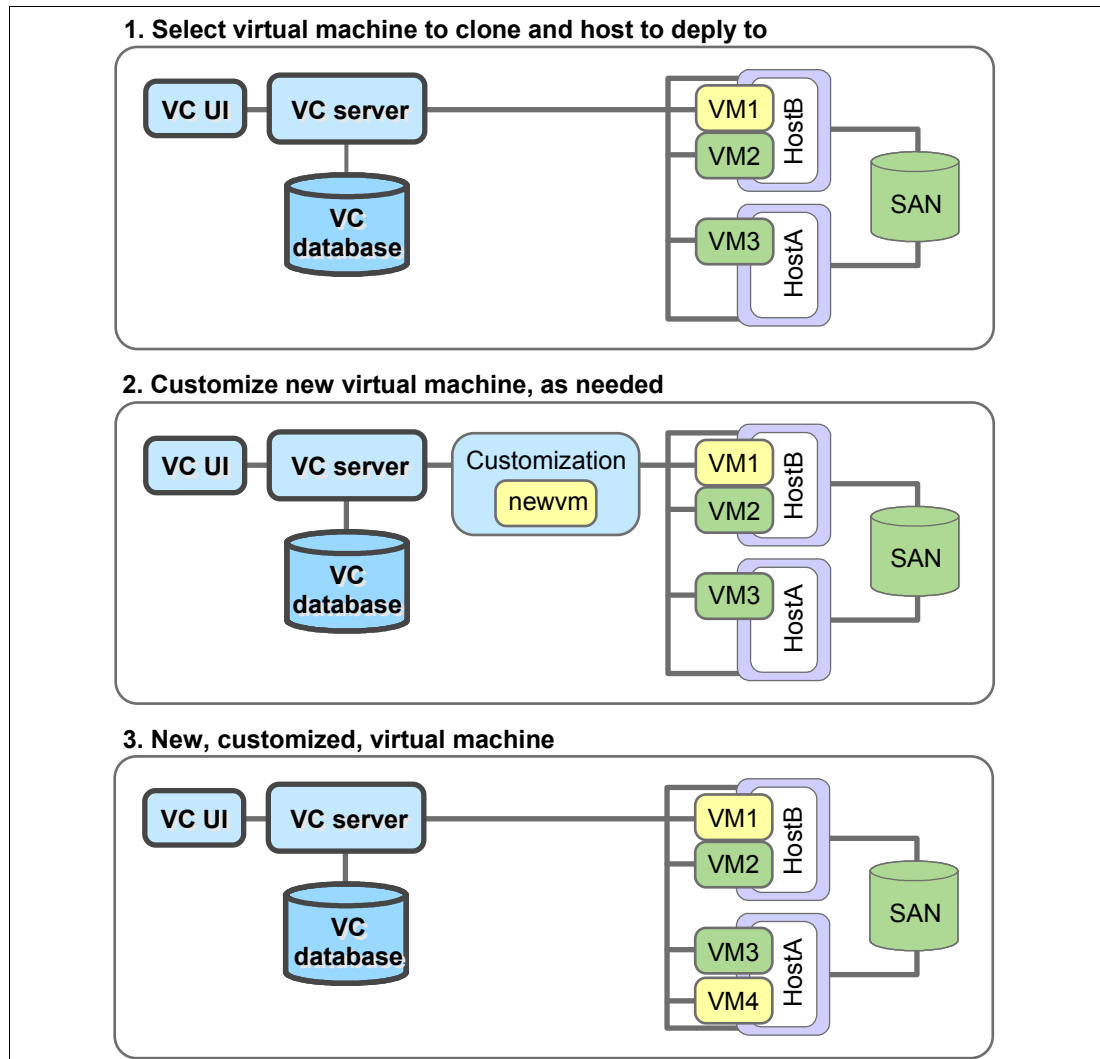 1. Select virtual machine to clone and host to deply to
VC UI
VC server
VC
database
VM1
VM2
HostB
VM3
HostA
SAN
2. Customize new virtual machine, as needed
VC UI
VC server
Customization
newvm
VC
database
VM1
VM2
HostB
VM3
HostA
SAN
3. New, customized, virtual machine
VC UI
VC server
VC
database
VM1
VM2
HostB
VM3
VM4
HostA
SAN